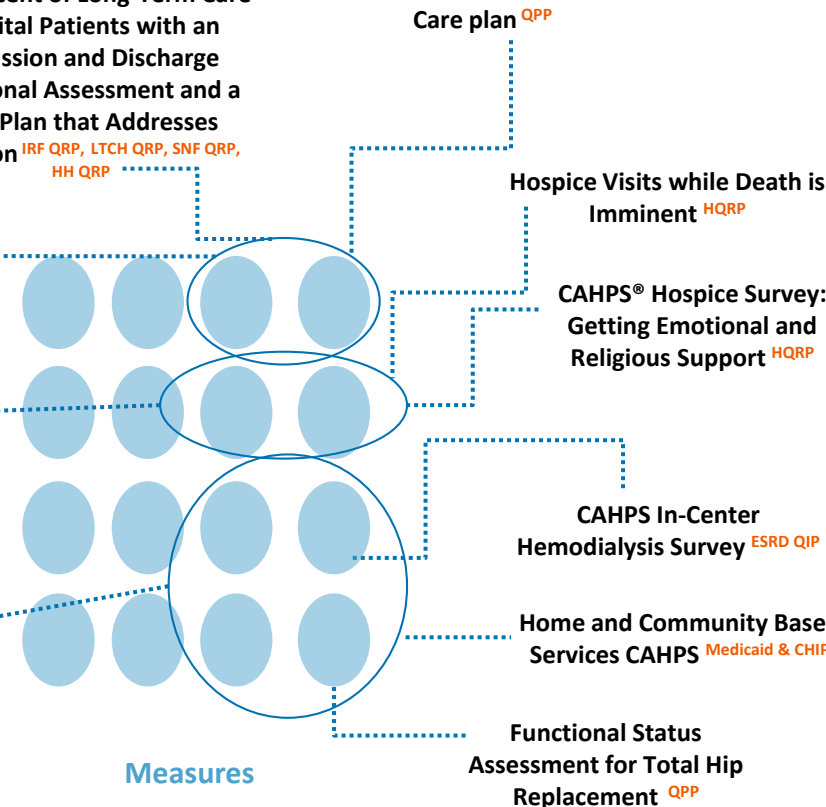 Care plan QPP
ital Patients with an
ssion and Discharge
onal Assessment and a
Plan that Addresses
on IRF QRP, LTCH QRP, SNF QRP,
HH QRP
Hospice Visits while Death is
Imminent HQRP
CAHPS® Hospice Survey:
Getting Emotional and
Religious Support HQRP
CAHPS In-Center
Hemodialysis Survey ESRD QIP
Home and Community Base
Services CAHPS Medicaid & CHIP
Functional Status
Assessment for Total Hip
Replacement QPP
Measures